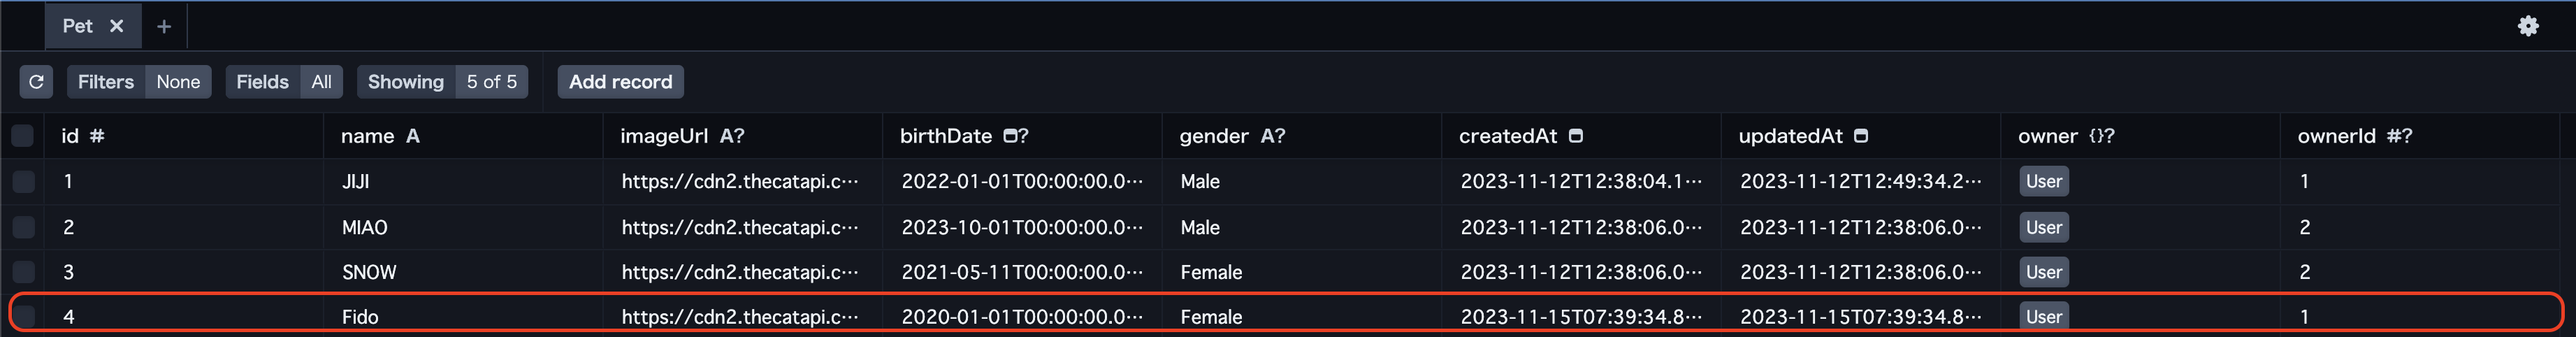 Pet
Filters None Fields All Showing 5 of 5 Add record
id # name A imageUrl A? birthDate ? gender A? createdAt updatedAt owner {}? ownerId #?
1 JIJI https://cdn2.thecatapi.c··· 2022-01-01T00:00:00.0··· Male 2023-11-12T12:38:04.1··· 2023-11-12T12:49:34.2··· User 1
2 MIAO https://cdn2.thecatapi.c··· 2023-10-01T00:00:00.0··· Male 2023-11-12T12:38:06.0··· 2023-11-12T12:38:06.0··· User 2
3 SNOW https://cdn2.thecatapi.c··· 2021-05-11T00:00:00.0··· Female 2023-11-12T12:38:06.0··· 2023-11-12T12:38:06.0··· User 2
4 Fido https://cdn2.thecatapi.c··· 2020-01-01T00:00:00.0··· Female 2023-11-15T07:39:34.8··· 2023-11-15T07:39:34.8··· User 1